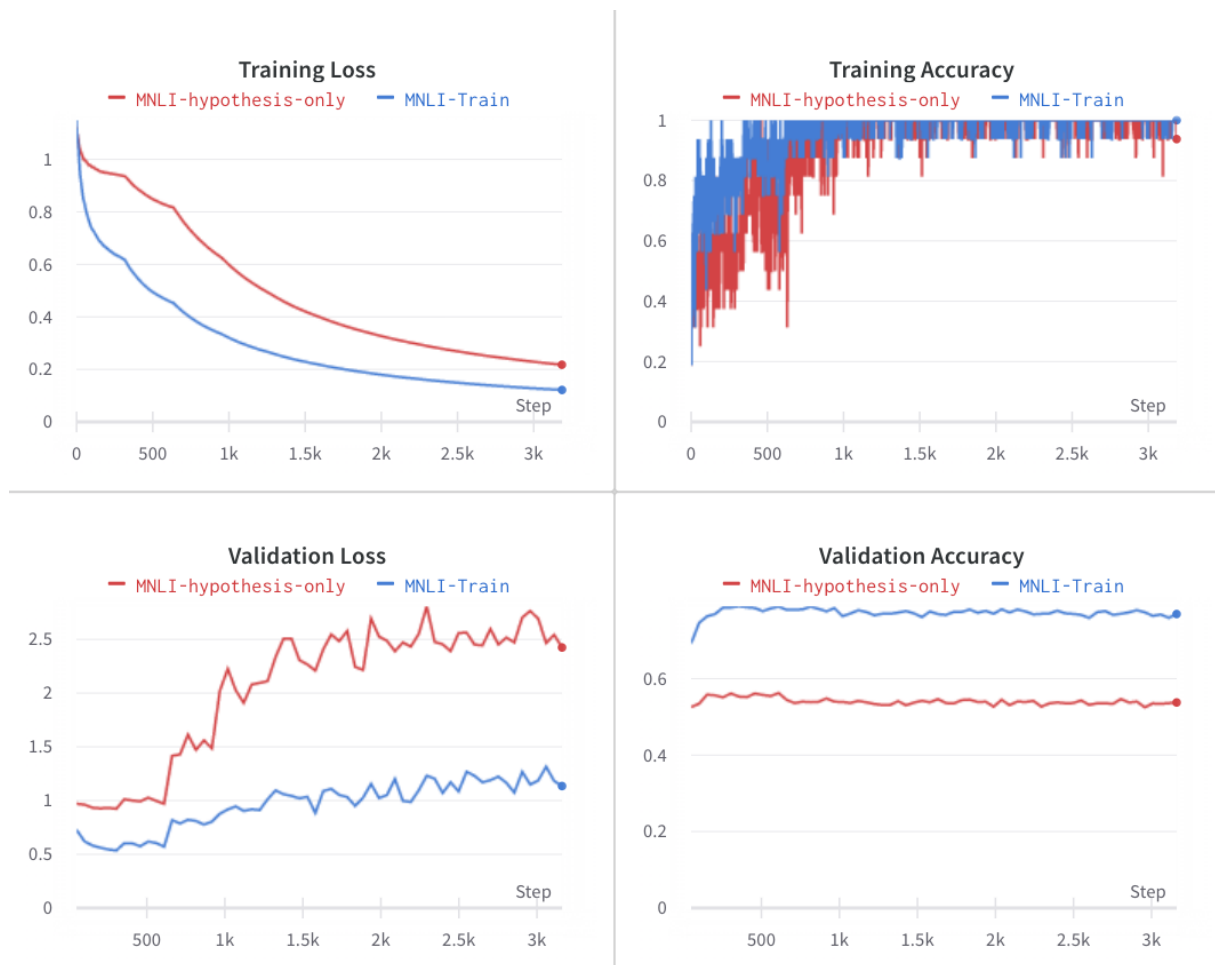 Training Loss
MNLI-hypothesis-only MNLI-Train
1
0.8
0.6
0.4
0.2
0
Step
0 500 1k 1.5k 2k 2.5k 3k
Training Accuracy
MNLI-hypothesis-only MNLI-Train
1
0.8
0.6
0.4
0.2
0
Step
0 500 1k 1.5k 2k 2.5k 3k
Validation Loss
MNLI-hypothesis-only MNLI-Train
2.5
2
1.5
1
0.5
0
Step
500 1k 1.5k 2k 2.5k 3k
Validation Accuracy
MNLI-hypothesis-only MNLI-Train
0.6
0.4
0.2
0
Step
500 1k 1.5k 2k 2.5k 3k